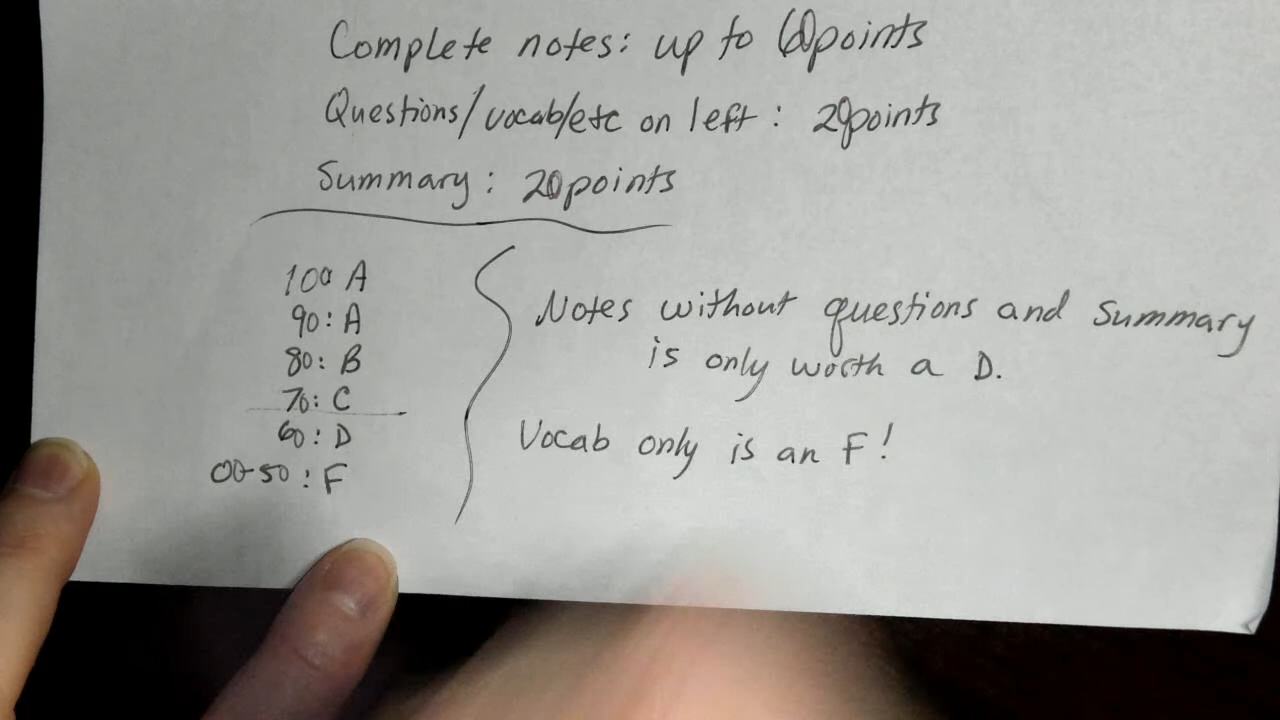 Complete notes: up to 60points
Questions/vocab/etc on left: 20points
Summary: 20points
100 A
90: A
80: B
70: C
60: D
00-50: F
Notes without questions and summary
is only worth a D.
Vocab only is an F!